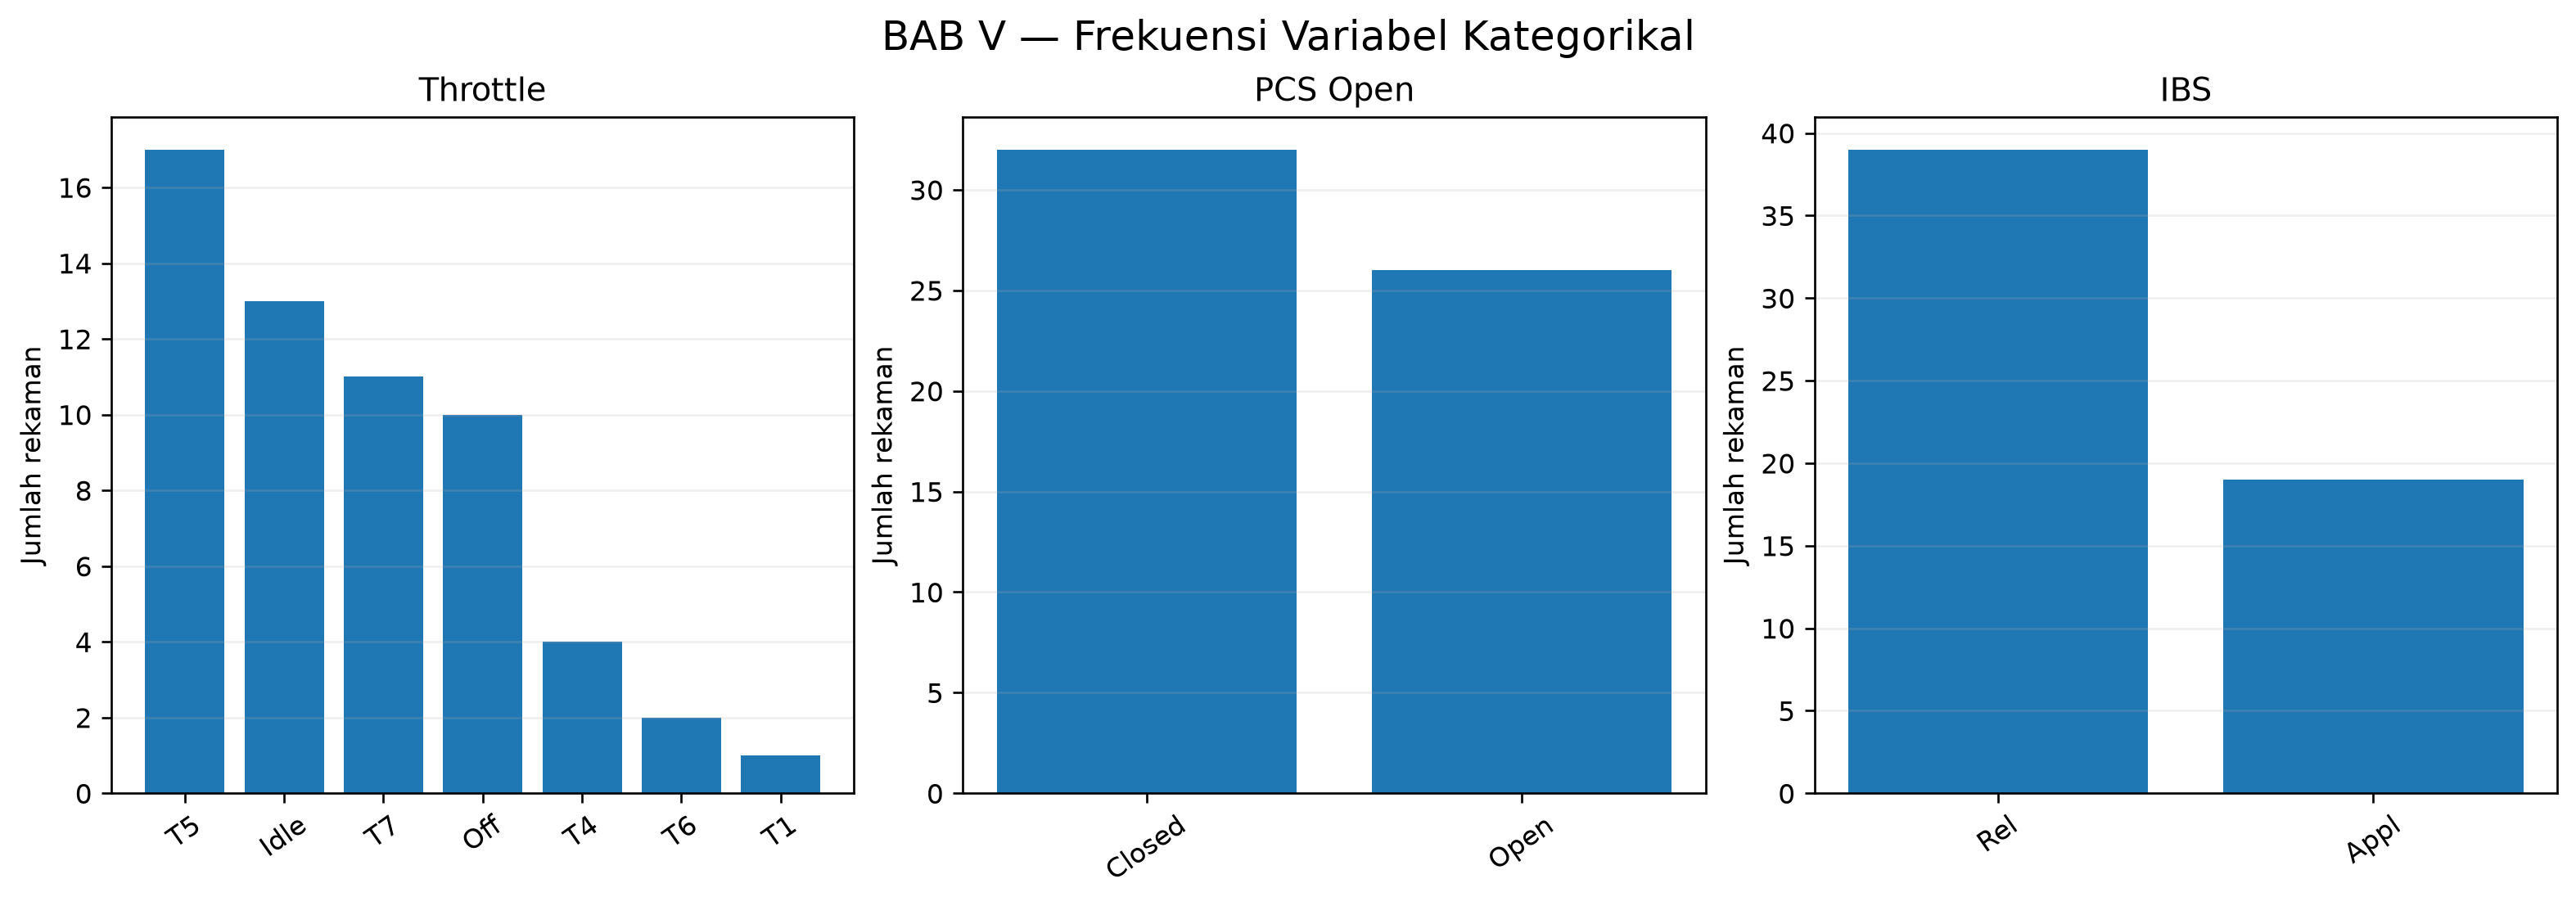 BAB V — Frekuensi Variabel Kategorikal
Throttle
Jumlah rekaman
16
14
12
10
8
6
4
2
0
T5
Idle
T7
Off
T4
T6
T1
PCS Open
Jumlah rekaman
30
25
20
15
10
5
0
Closed
Open
IBS
Jumlah rekaman
40
35
30
25
20
15
10
5
0
Rel
Appl